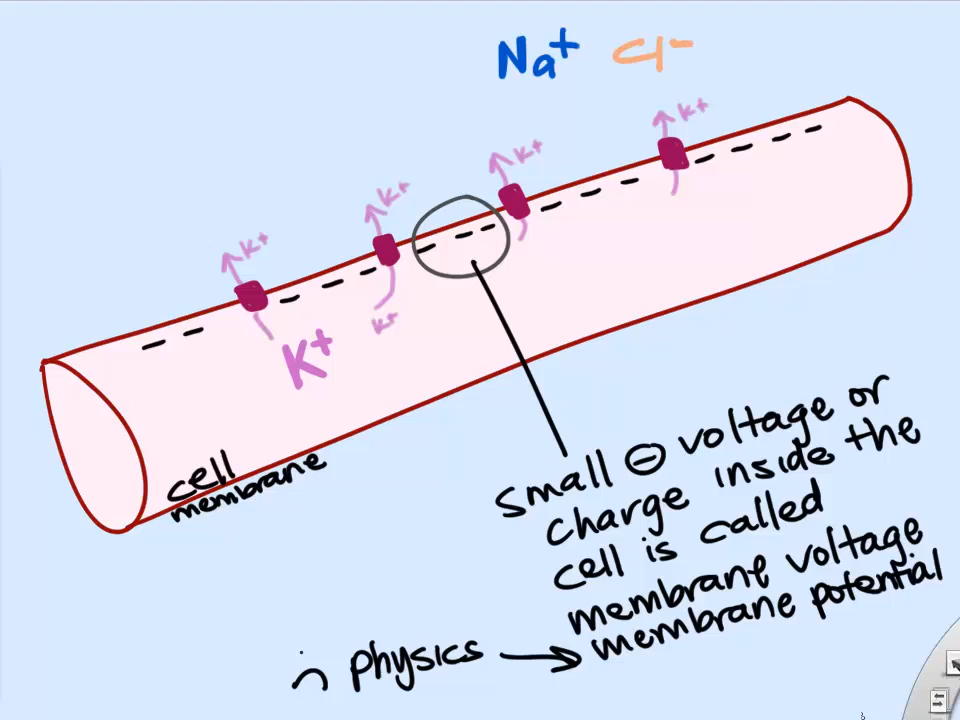 Na+ Cl-
K+
K+
K+
K+
K+
K+
cell
membrane
small ⊖ voltage or
charge inside the
cell is called
membrane voltage
membrane potential
physics →